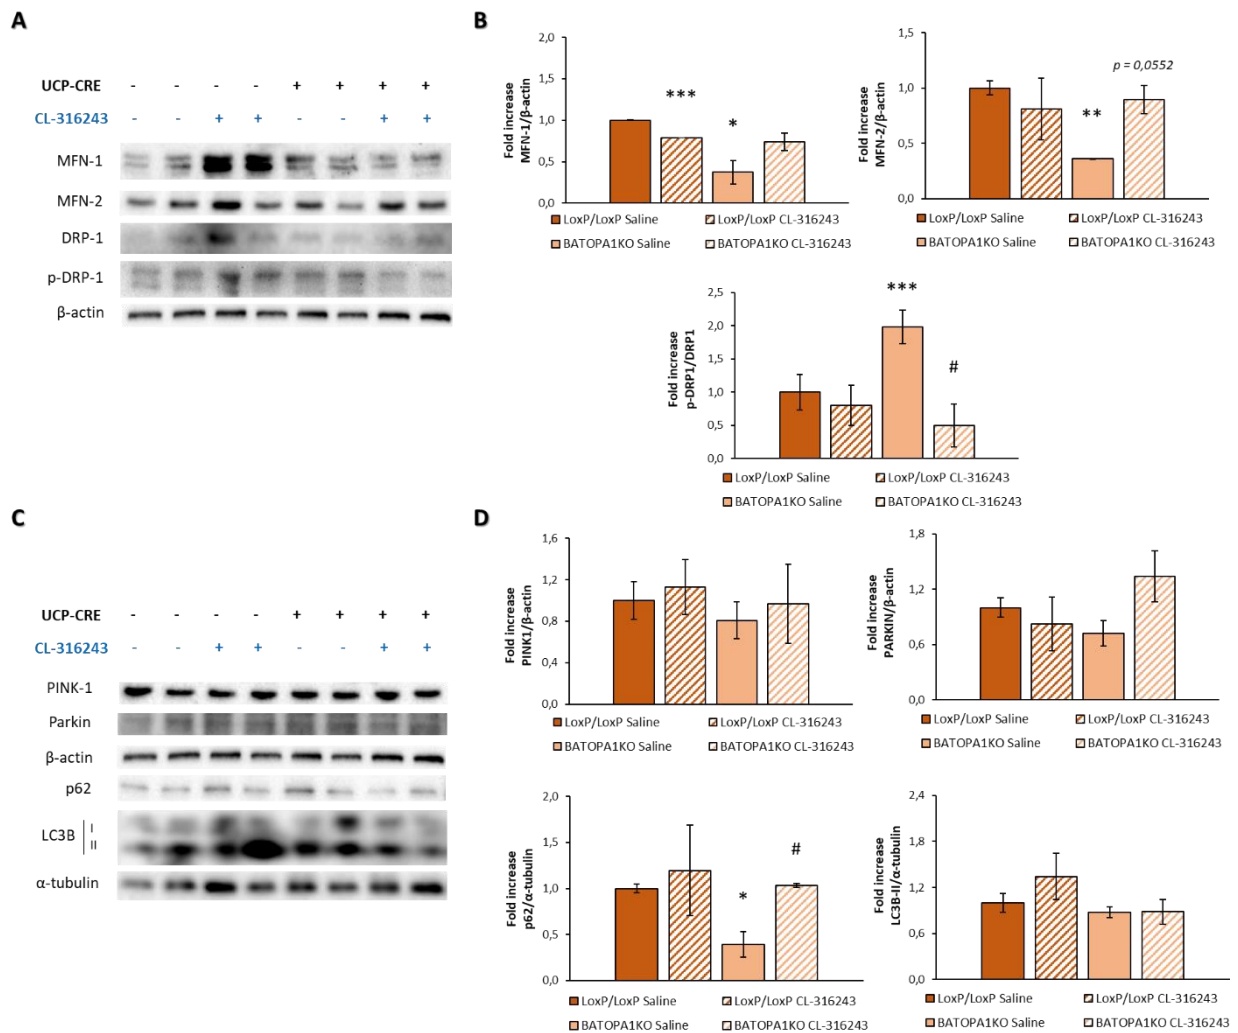 A
UCP-CRE - - - - + + + +
CL-316243 - - + + - - + +
MFN-1
MFN-2
DRP-1
p-DRP-1
β-actin
B
Fold increase
MFN-1/β-actin
2,0
1,5
1,0
0,5
0,0
***
*
LoxP/LoxP Saline
LoxP/LoxP CL-316243
BATOPA1KO Saline
BATOPA1KO CL-316243
Fold increase
MFN-2/β-actin
1,5
1,0
0,5
0,0
**
p = 0,0552
LoxP/LoxP Saline
LoxP/LoxP CL-316243
BATOPA1KO Saline
BATOPA1KO CL-316243
Fold increase
p-DRP1/DRP1
2,5
2,0
1,5
1,0
0,5
0,0
***
#
LoxP/LoxP Saline
LoxP/LoxP CL-316243
BATOPA1KO Saline
BATOPA1KO CL-316243
C
UCP-CRE - - - - + + + +
CL-316243 - - + + - - + +
PINK-1
Parkin
β-actin
p62
LC3B
I
II
α-tubulin
D
Fold increase
PINK1/β-actin
1,6
1,2
0,8
0,4
0,0
LoxP/LoxP Saline
LoxP/LoxP CL-316243
BATOPA1KO Saline
BATOPA1KO CL-316243
Fold increase
PARKIN/β-actin
1,8
1,2
0,6
0,0
LoxP/LoxP Saline
LoxP/LoxP CL-316243
BATOPA1KO Saline
BATOPA1KO CL-316243
Fold increase
p62/α-tubulin
2,0
1,5
1,0
0,5
0,0
*
#
LoxP/LoxP Saline
LoxP/LoxP CL-316243
BATOPA1KO Saline
BATOPA1KO CL-316243
Fold increase
LC3B-II/α-tubulin
2,4
1,8
1,2
0,6
0,0
LoxP/LoxP Saline
LoxP/LoxP CL-316243
BATOPA1KO Saline
BATOPA1KO CL-316243